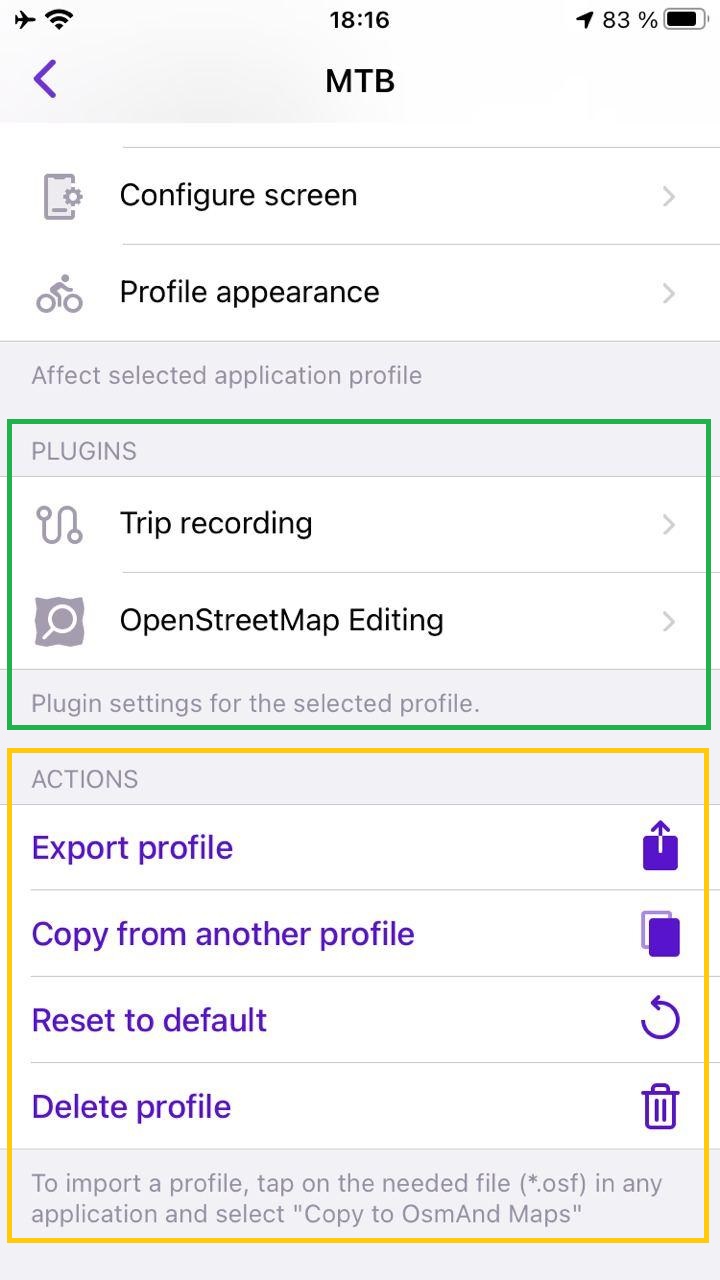 18:16
83 %
MTB
Configure screen
Profile appearance
Affect selected application profile
PLUGINS
Trip recording
OpenStreetMap Editing
Plugin settings for the selected profile.
ACTIONS
Export profile
Copy from another profile
Reset to default
Delete profile
To import a profile, tap on the needed file (*.osf) in any
application and select "Copy to OsmAnd Maps"